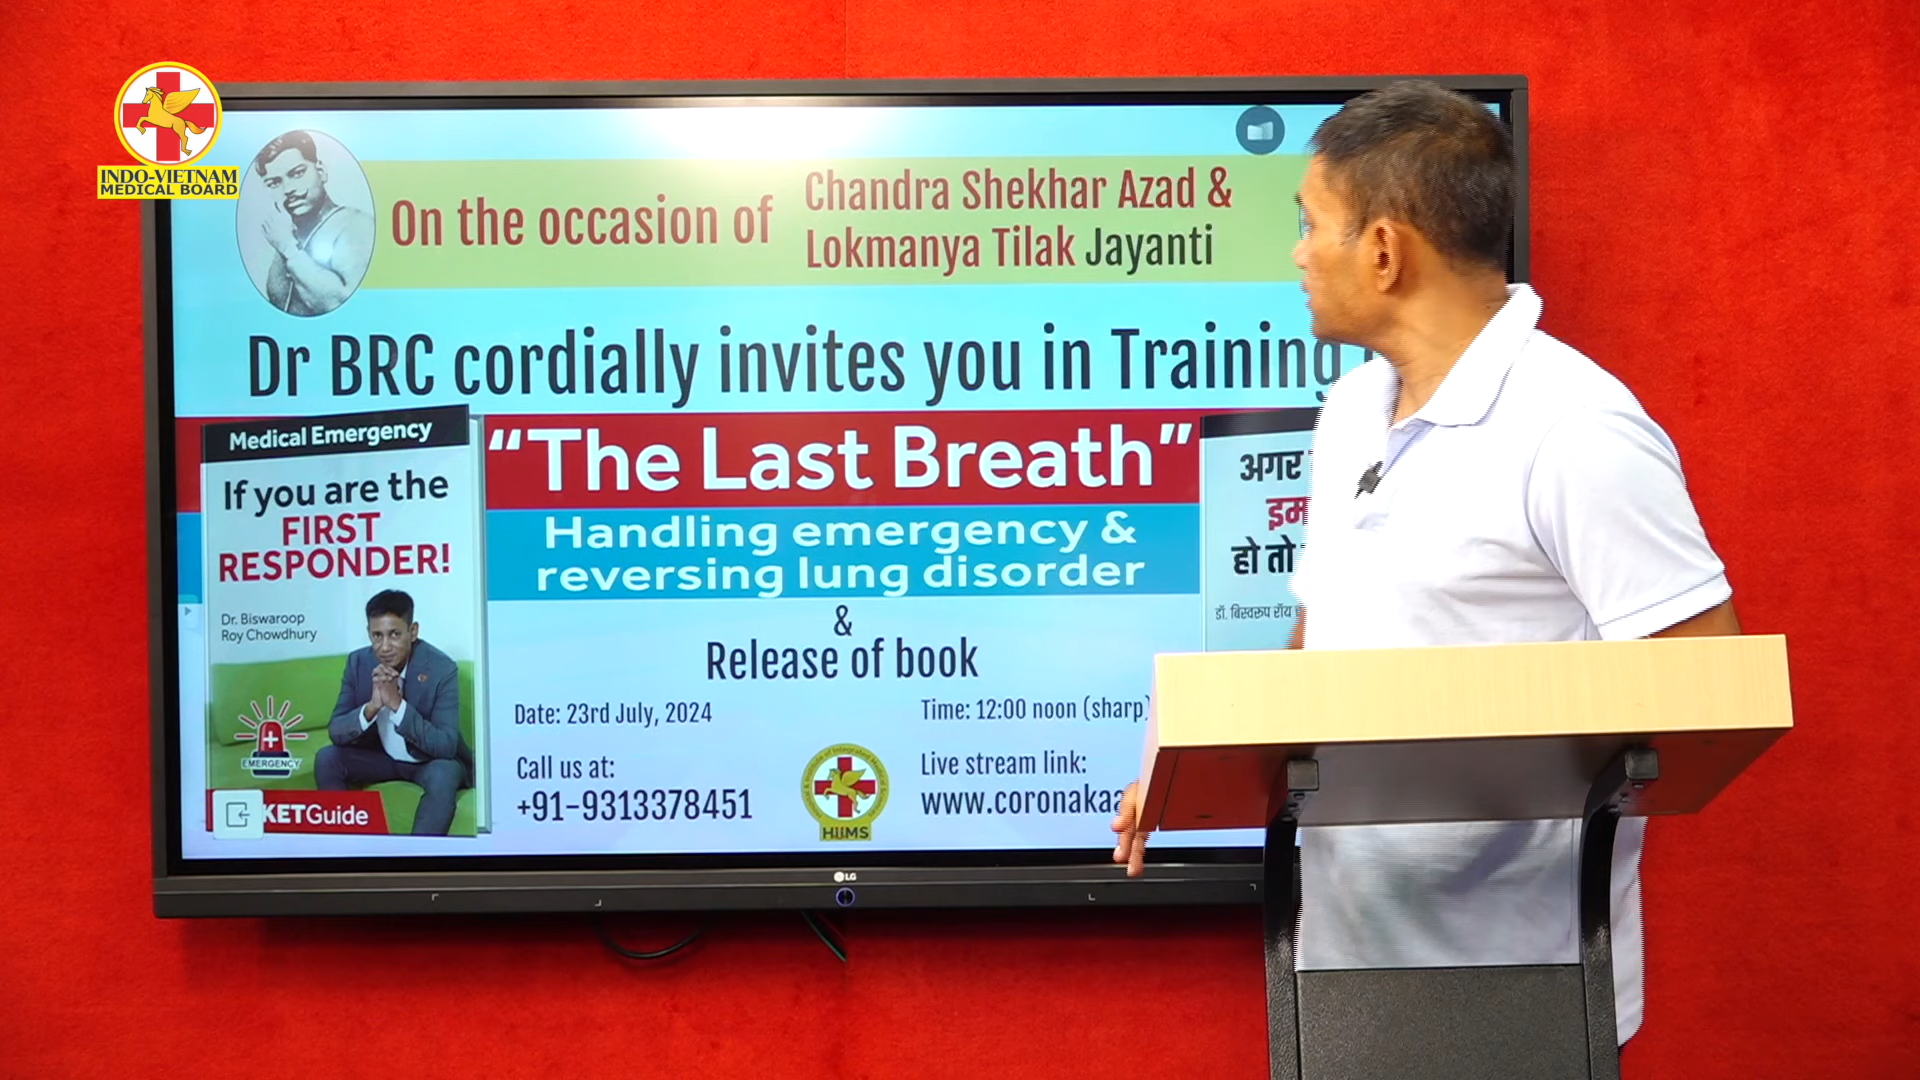 INDO-VIETNAM
MEDICAL BOARD
On the occasion of
Chandra Shekhar Azad &
Lokmanya Tilak Jayanti
Dr BRC cordially invites you in Training
Medical Emergency
If you are the
FIRST
RESPONDER!
Dr. Biswaroop
Roy Chowdhury
EMERGENCY
KETGuide
"The Last Breath"
Handling emergency &
reversing lung disorder
&
Release of book
Date: 23rd July, 2024
Time: 12:00 noon (sharp)
Call us at:
+91-9313378451
HIIMS
Live stream link:
www.coronakaa
अगर
इम
हो तो
डॉ. बिस्वरूप रॉय
LG